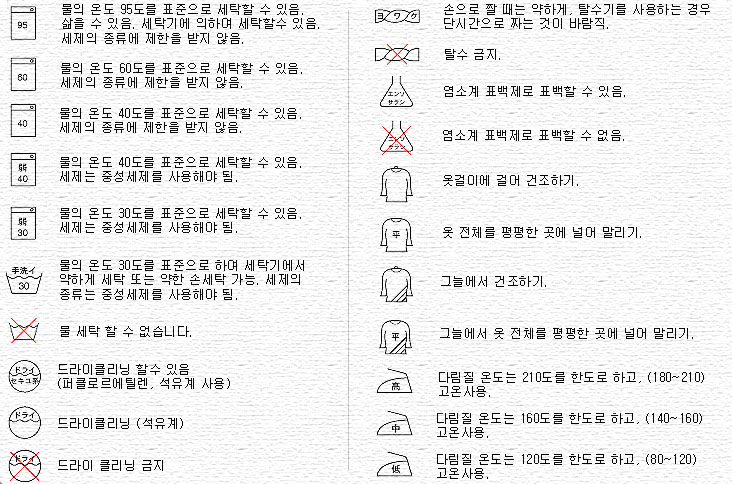 95
물의 온도 95도를 표준으로 세탁할 수 있음.
삶을 수 있음. 세탁기에 의하여 세탁할수있음.
세제의 종류에 제한을 받지 않음.
60
물의 온도 60도를 표준으로 세탁할 수 있음.
세제의 종류에 제한을 받지 않음.
40
물의 온도 40도를 표준으로 세탁할 수 있음.
세제의 종류에 제한을 받지 않음.
弱
40
물의 온도 40도를 표준으로 세탁할 수 있음.
세제는 중성세제를 사용해야 됨.
弱
30
물의 온도 30도를 표준으로 세탁할 수 있음.
세제는 중성세제를 사용해야 됨.
手洗イ
30
물의 온도 30도를 표준으로 하며 세탁기에서
약하게 세탁 또는 약한 손세탁 가능. 세제의
종류는 중성세제를 사용해야 됨.
물 세탁 할 수 없습니다.
ドライ
セキユ系
드라이클리닝 할수 있음
(퍼클로르에틸렌, 석유계 사용)
ドライ
드라이클리닝 (석유계)
ドライ
드라이 클리닝 금지
ヨワク
손으로 짤 때는 약하게, 탈수기를 사용하는 경우
단시간으로 짜는 것이 바람직.
탈수 금지.
エンソ
サラシ
염소계 표백제로 표백할 수 있음.
エンソ
サラシ
염소계 표백제로 표백할 수 없음.
옷걸이에 걸어 건조하기.
平
옷 전체를 평평한 곳에 널어 말리기.
그늘에서 건조하기.
平
그늘에서 옷 전체를 평평한 곳에 널어 말리기.
高
다림질 온도는 210도를 한도로 하고, (180~210)
고온사용.
中
다림질 온도는 160도를 한도로 하고, (140~160)
고온사용.
低
다림질 온도는 120도를 한도로 하고, (80~120)
고온사용.